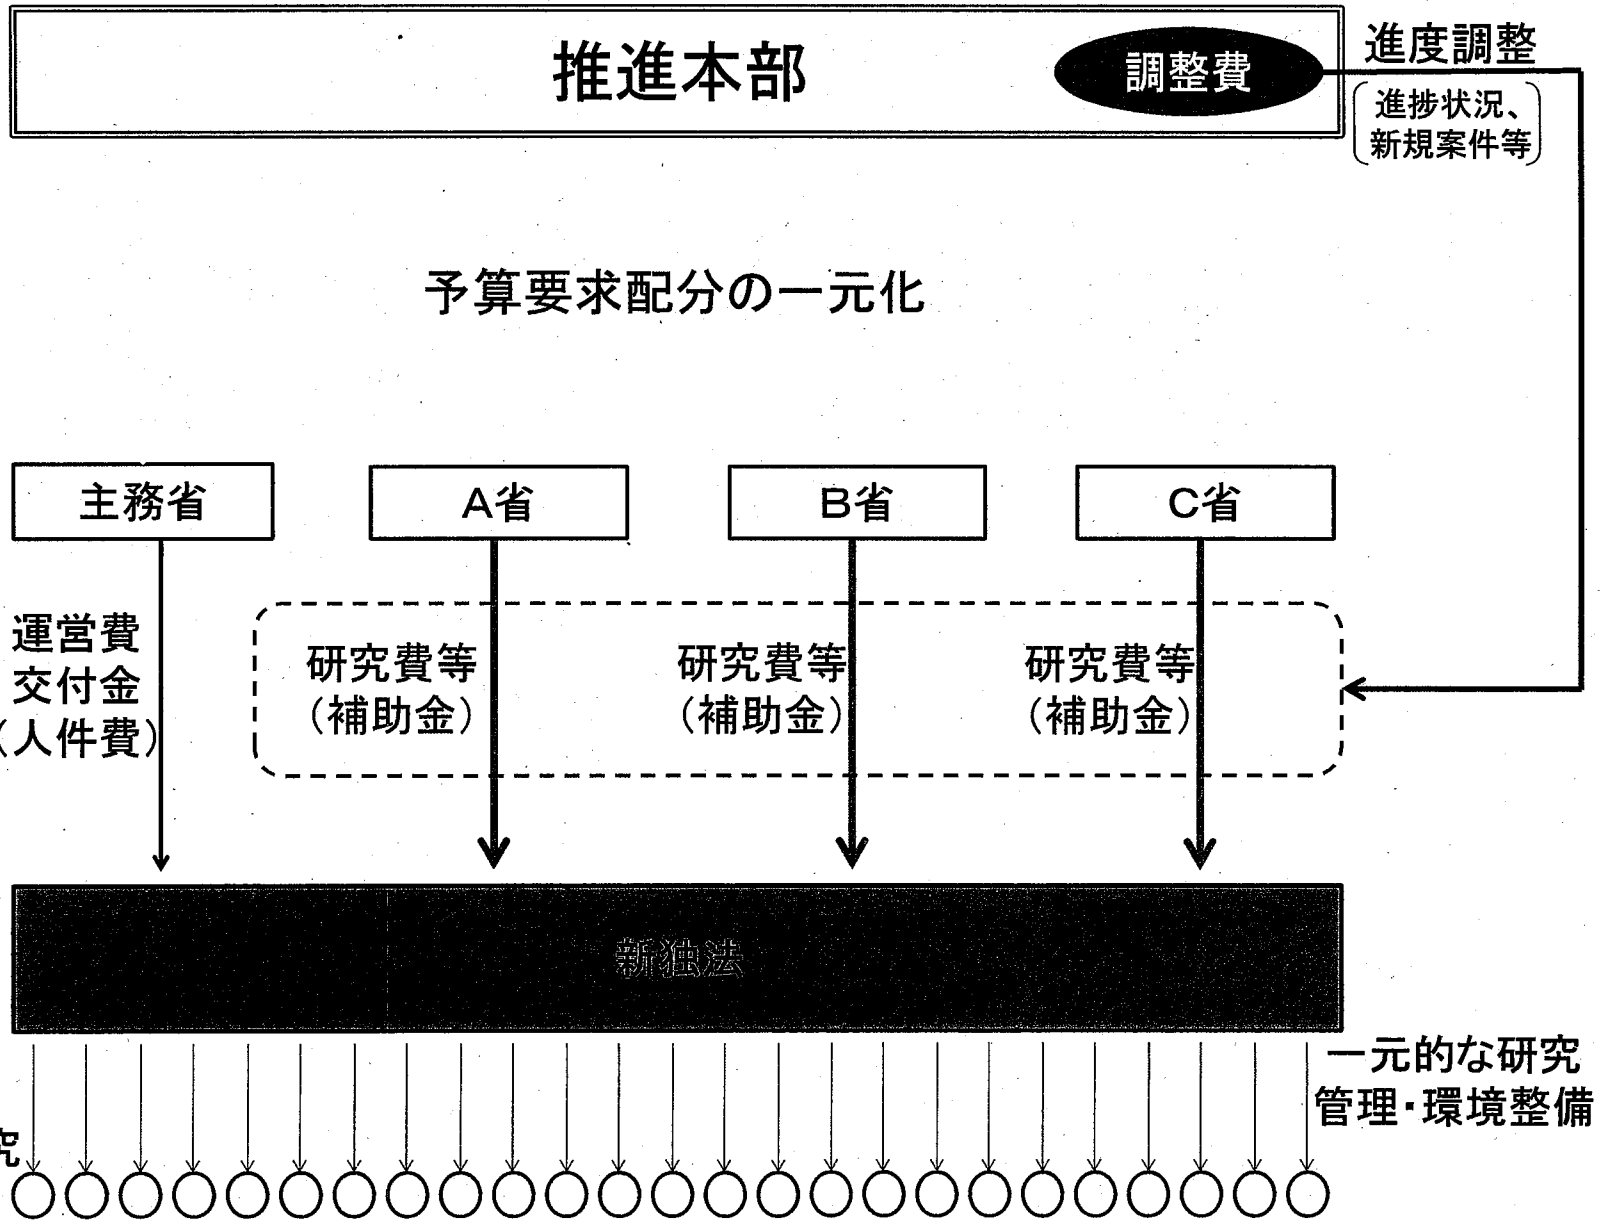 推進本部
調整費
進度調整
進捗状況、
新規案件等
予算要求配分の一元化
主務省
A省
B省
C省
運営費
交付金
(人件費)
研究費等
(補助金)
研究費等
(補助金)
研究費等
(補助金)
新独法
一元的な研究
管理・環境整備
究